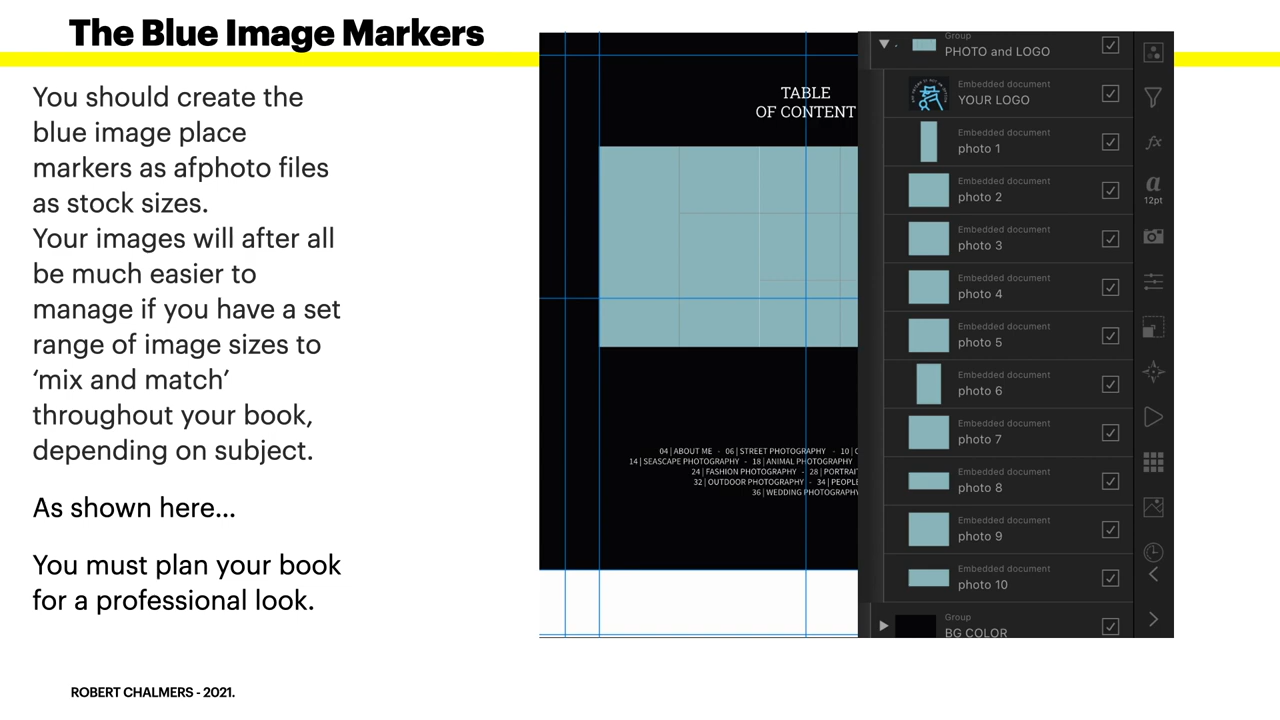 The Blue Image Markers
You should create the
blue image place
markers as afphoto files
as stock sizes.
Your images will after all
be much easier to
manage if you have a set
range of image sizes to
‘mix and match’
throughout your book,
depending on subject.
As shown here...
You must plan your book
for a professional look.
TABLE
OF CONTENT
04 | ABOUT ME - 06 | STREET PHOTOGRAPHY - 10 |
14 | SEASCAPE PHOTOGRAPHY - 18 | ANIMAL PHOTOGRAPHY
24 | FASHION PHOTOGRAPHY - 28 | PORTRAIT
32 | OUTDOOR PHOTOGRAPHY - 34 | PEOPLE
36 | WEDDING PHOTOGRAPHY
Group
PHOTO and LOGO
Embedded document
YOUR LOGO
Embedded document
photo 1
Embedded document
photo 2
Embedded document
photo 3
Embedded document
photo 4
Embedded document
photo 5
Embedded document
photo 6
Embedded document
photo 7
Embedded document
photo 8
Embedded document
photo 9
Embedded document
photo 10
Group
BG COLOR
fx
a
12pt
ROBERT CHALMERS - 2021.